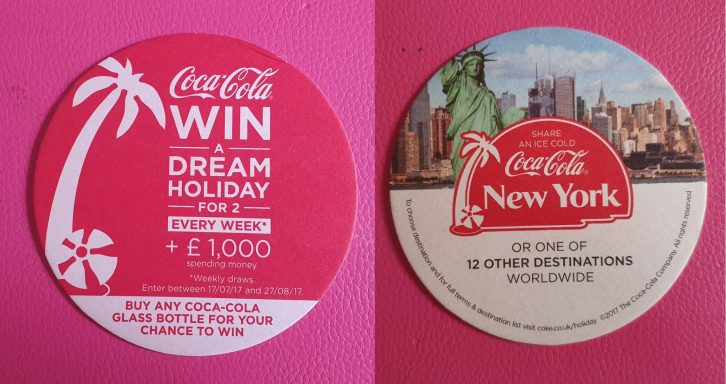 Coca-Cola
WIN
A
DREAM
HOLIDAY
FOR 2
EVERY WEEK*
+ £1,000
spending money
*Weekly draws.
Enter between 17/07/17 and 27/08/17.
BUY ANY COCA-COLA
GLASS BOTTLE FOR YOUR
CHANCE TO WIN
SHARE
AN ICE COLD
Coca-Cola
New York
OR ONE OF
12 OTHER DESTINATIONS
WORLDWIDE
To choose destination and for full terms & destination list visit coke.co.uk/holiday ©2017 The Coca-Cola Company. All rights reserved